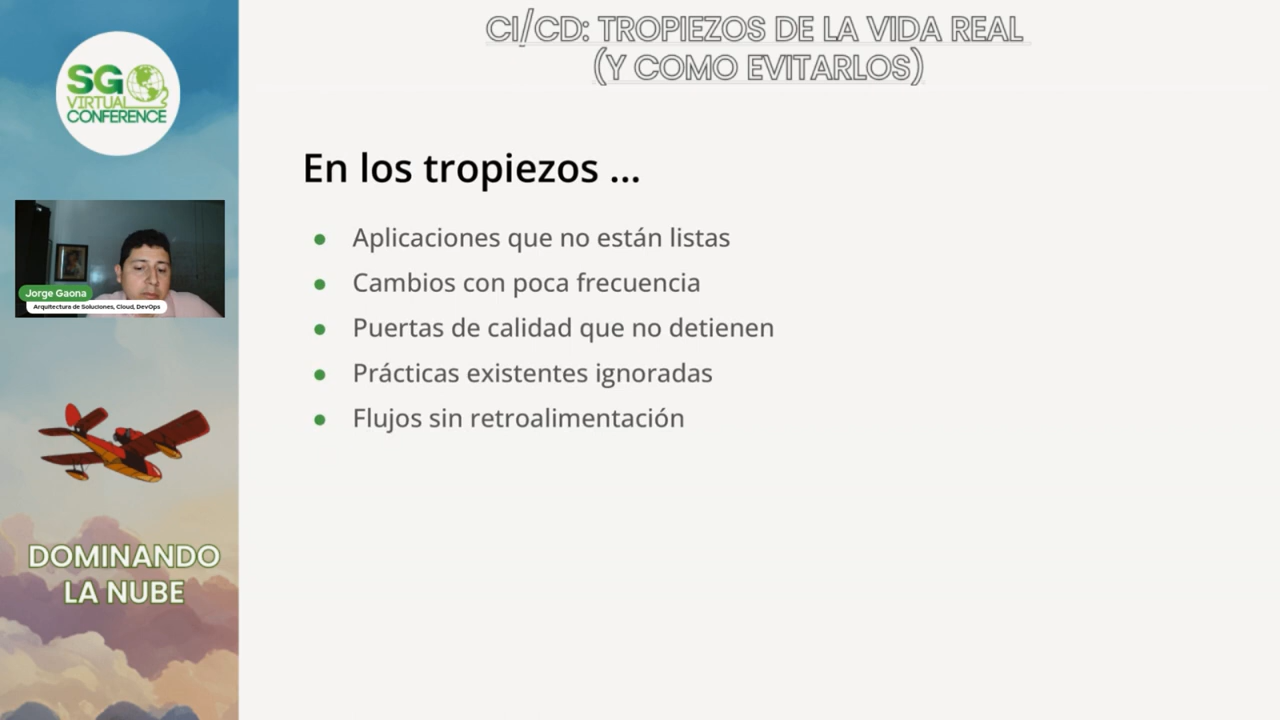 CI/CD: TROPIEZOS DE LA VIDA REAL
(Y COMO EVITARLOS)
SG
VIRTUAL
CONFERENCE
Jorge Gaona
Arquitectura de Soluciones, Cloud, DevOps
DOMINANDO
LA NUBE
En los tropiezos ...
● Aplicaciones que no están listas
● Cambios con poca frecuencia
● Puertas de calidad que no detienen
● Prácticas existentes ignoradas
● Flujos sin retroalimentación